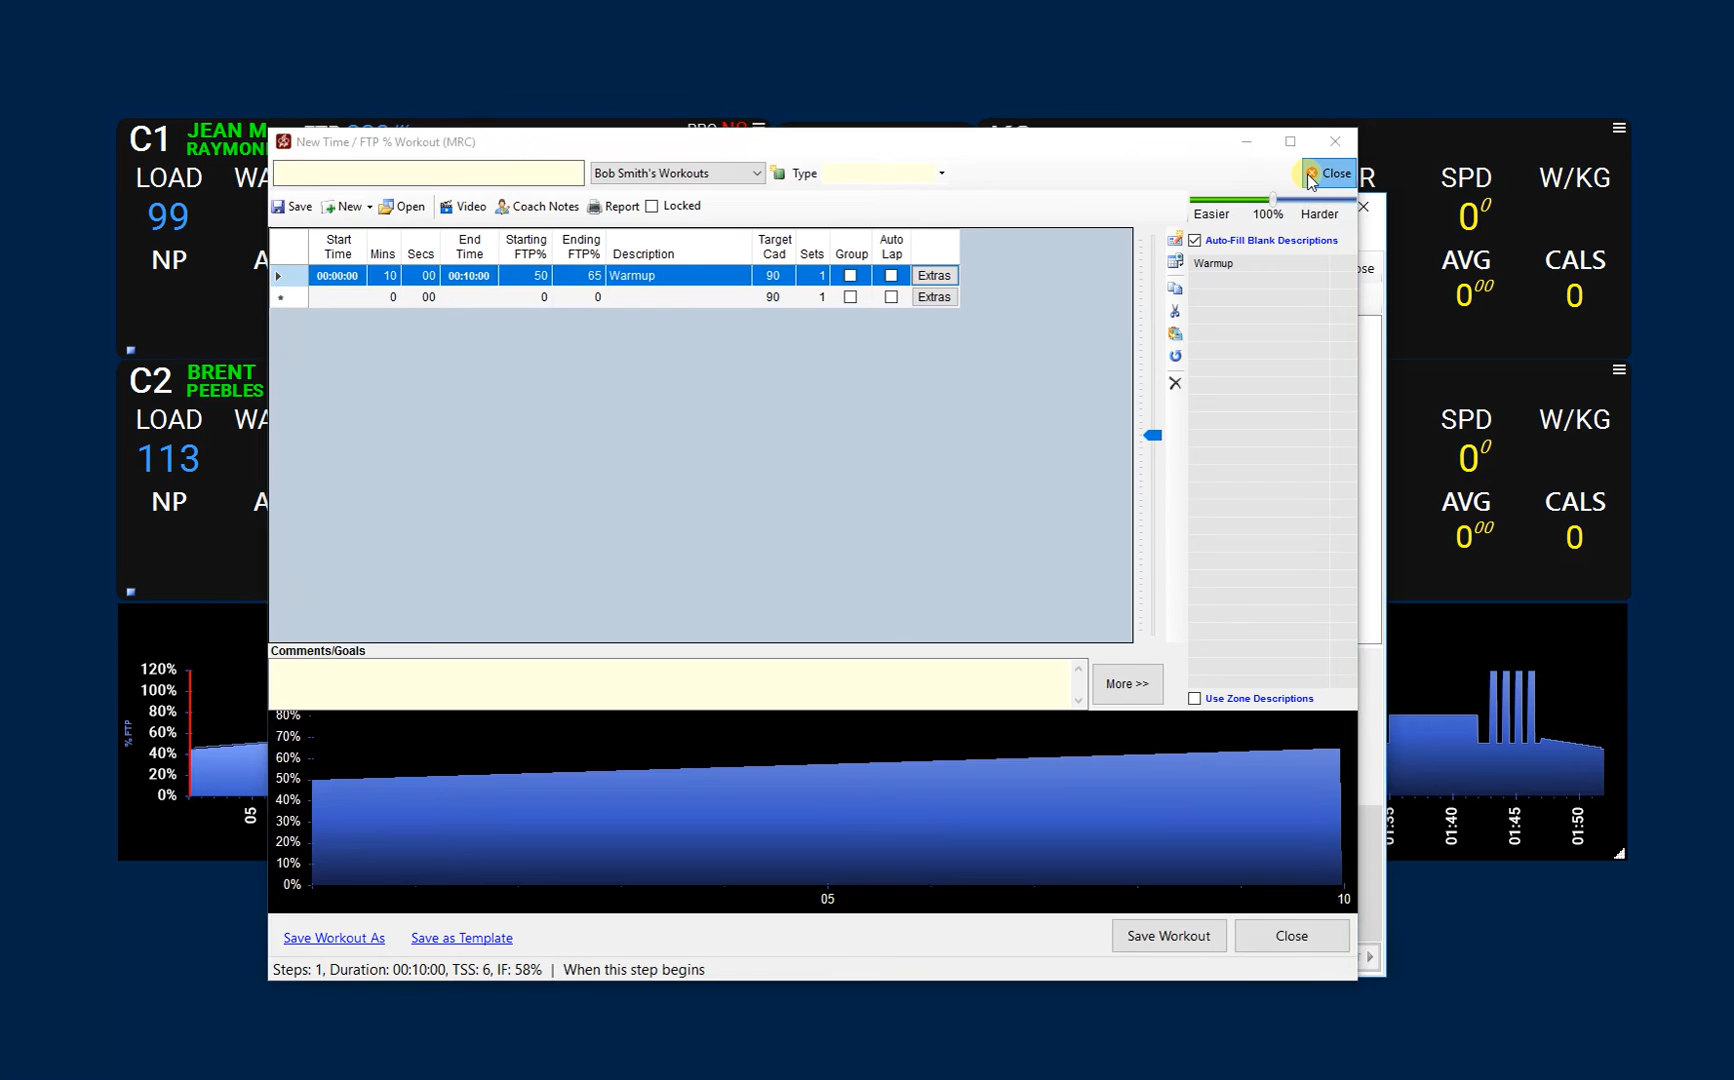 C1 JEAN M
RAYMON
LOAD WA
99
NP A
C2 BRENT
PEEBLES
LOAD WA
113
NP A
120%
100%
80%
60%
40%
20%
0%
% FTP
05
New Time / FTP % Workout (MRC)
Bob Smith's Workouts
Type
Close
Save New Open Video Coach Notes Report Locked
Easier 100% Harder
Start Time Mins Secs End Time Starting FTP% Ending FTP% Description Target Cad Sets Group Auto Lap
00:00:00 10 00 00:10:00 50 65 Warmup 90 1 Extras
* 0 00 0 0 90 1 Extras
Auto-Fill Blank Descriptions
Warmup
Comments/Goals
More >>
Use Zone Descriptions
80%
70%
60%
50%
40%
30%
20%
10%
0%
05 10
Save Workout As Save as Template Save Workout Close
Steps: 1, Duration: 00:10:00, TSS: 6, IF: 58% | When this step begins
R SPD W/KG
0 0
AVG CALS
0 00 0
ose
SPD W/KG
0 0
AVG CALS
0 00 0
01:35 01:40 01:45 01:50